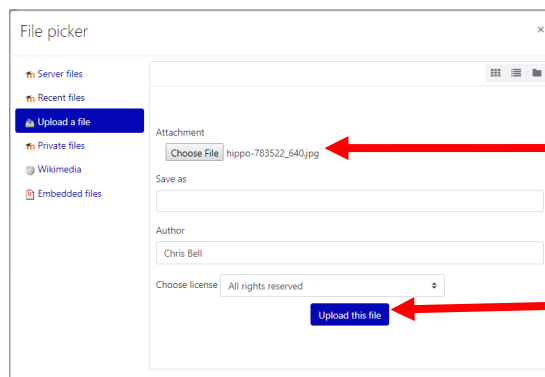 File picker
×
Server files
Recent files
Upload a file
Private files
Wikimedia
Embedded files
Attachment
Choose File hippo-783522_640.jpg
Save as
Author
Chris Bell
Choose license All rights reserved
Upload this file